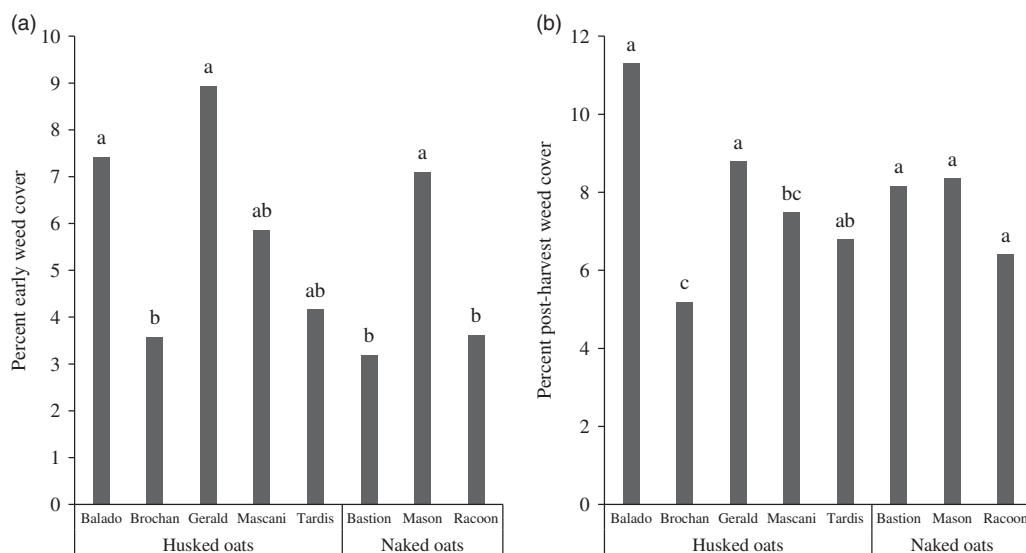 (a)
10
9
8
7
6
5
4
3
2
1
0
Percent early weed cover
a
b
a
ab
ab
b
a
b
Balado Brochan Gerald Mascani Tardis Bastion Mason Racoon
Husked oats Naked oats
(b)
12
10
8
6
4
2
0
Percent post-harvest weed cover
a
c
a
bc
ab
a
a
a
Balado Brochan Gerald Mascani Tardis Bastion Mason Racoon
Husked oats Naked oats